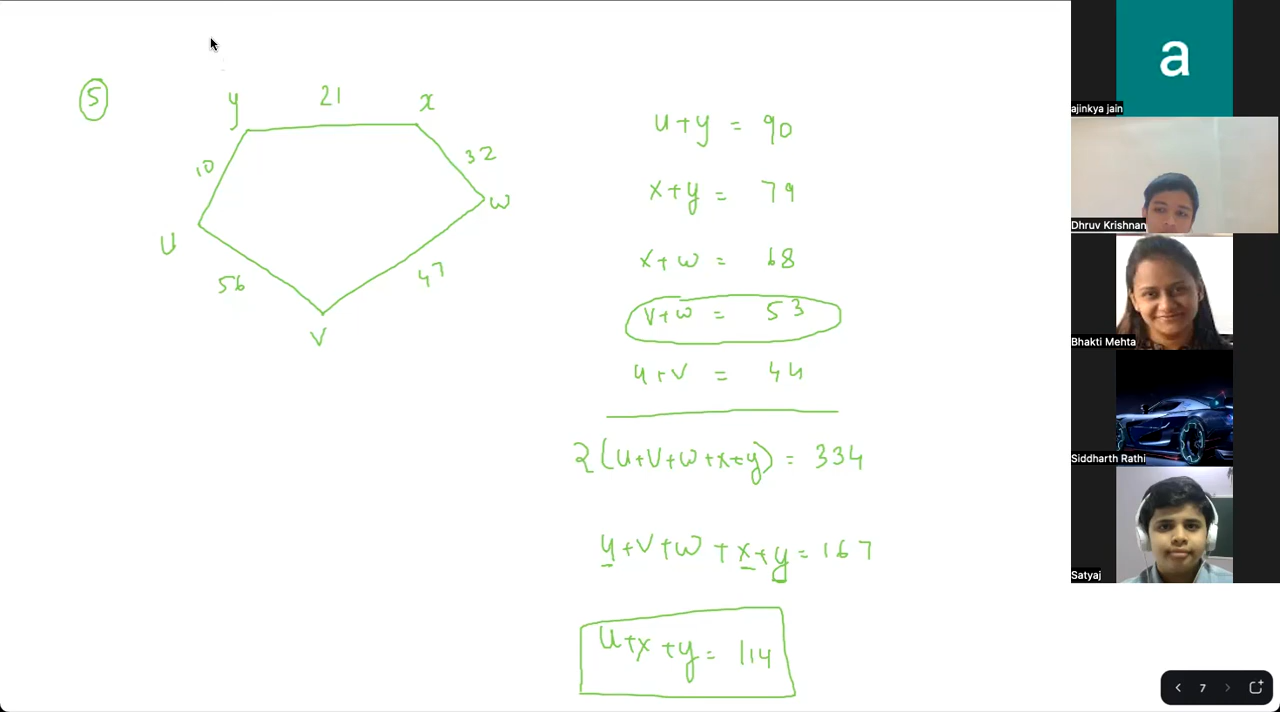 5
y 21 x
10 32
U w
56 47
v
u+y = 90
x+y = 79
x+w = 68
v+w = 53
u+v = 44
2(u+v+w+x+y) = 334
u+v+w+x+y = 167
u+x+y = 114
a
ajinkya jain
Dhruv Krishnan
Bhakti Mehta
Siddharth Rathi
Satyaj
< 7 >